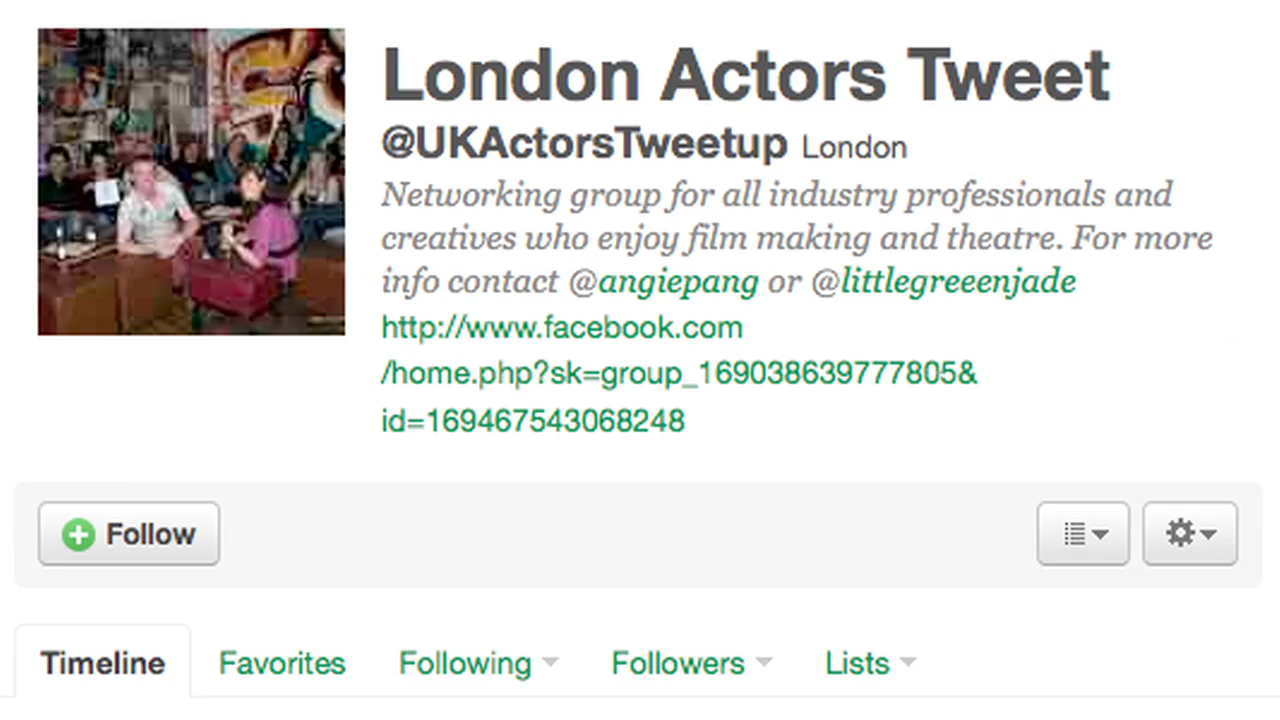 London Actors Tweet
@UKActorsTweetup London
Networking group for all industry professionals and
creatives who enjoy film making and theatre. For more
info contact @angiepang or @littlegreeenjade
http://www.facebook.com
/home.php?sk=group_169038639777805&
id=169467543068248
Follow
Timeline Favorites Following Followers Lists